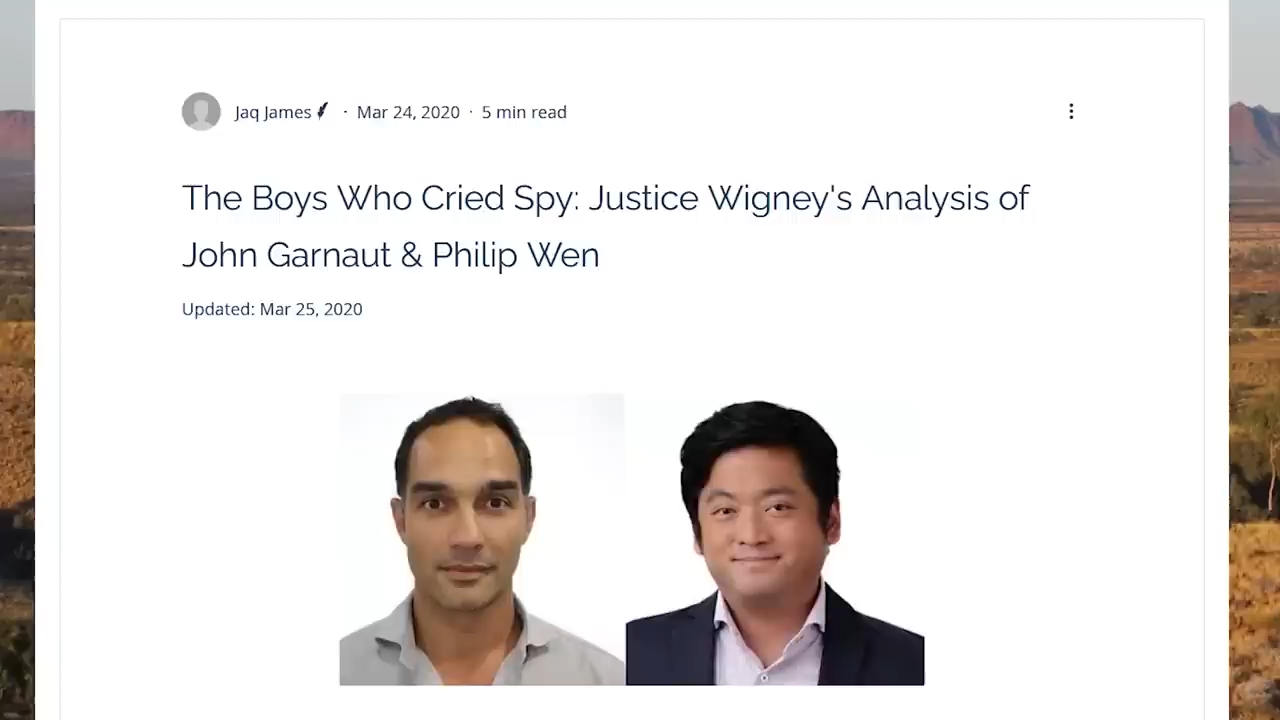 Jaq James · Mar 24, 2020 · 5 min read
The Boys Who Cried Spy: Justice Wigney's Analysis of
John Garnaut & Philip Wen
Updated: Mar 25, 2020